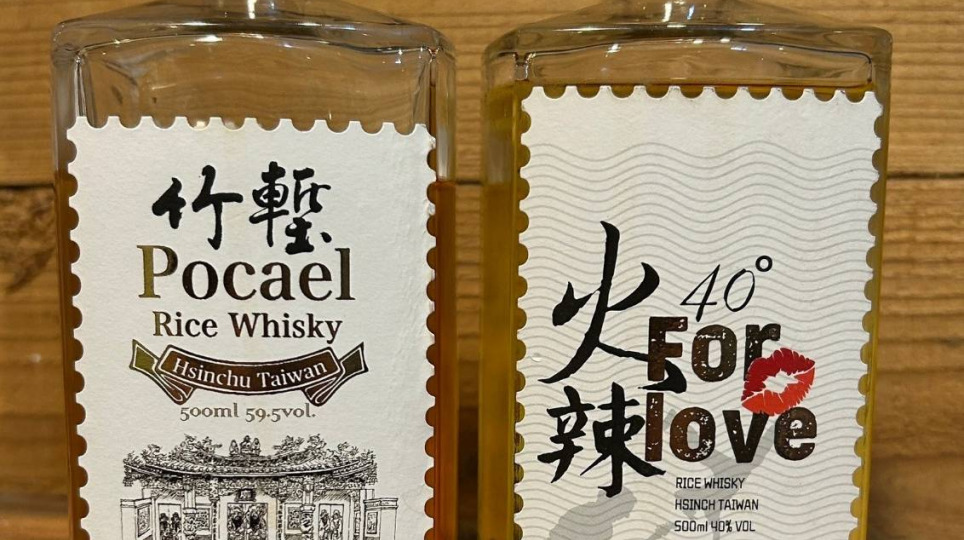 竹塹
Pocael
Rice Whisky
Hsinchu Taiwan
500ml 59.5vol.
火辣
40°
For
love
RICE WHISKY
HSINCH TAIWAN
500ml 40% VOL